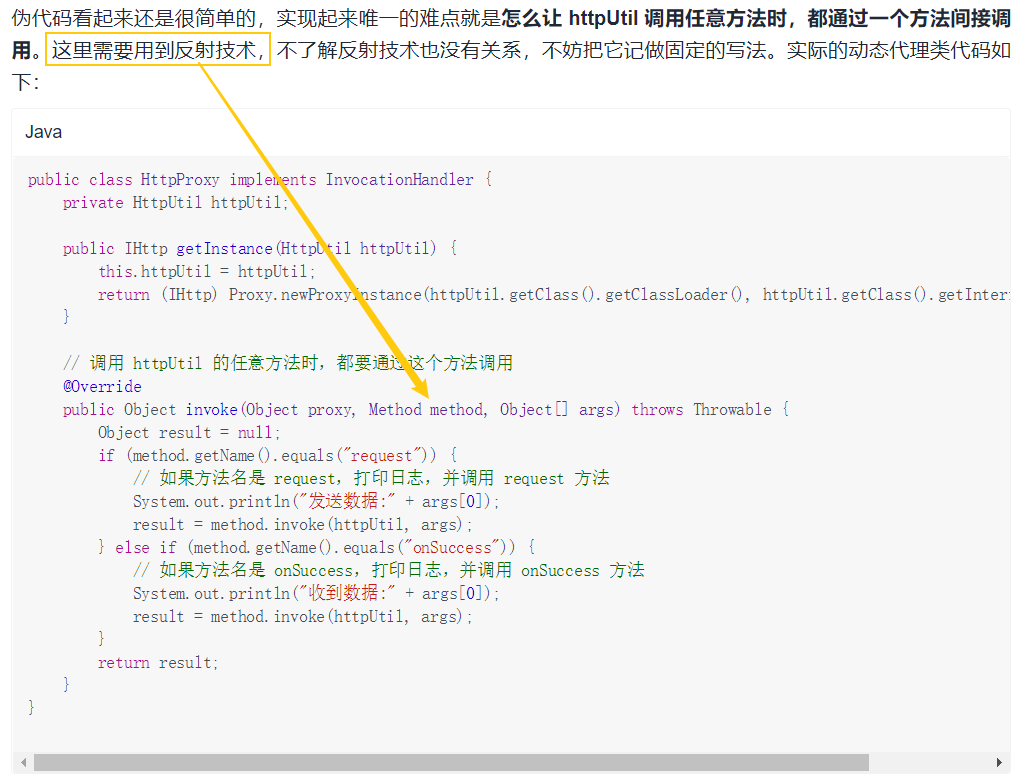 伪代码看起来还是很简单的，实现起来唯一的难点就是怎么让 httpUtil 调用任意方法时，都通过一个方法间接调
用。这里需要用到反射技术，不了解反射技术也没有关系，不妨把它记做固定的写法。实际的动态代理类代码如
下：
Java
public class HttpProxy implements InvocationHandler {
    private HttpUtil httpUtil;
    public IHttp getInstance(HttpUtil httpUtil) {
        this.httpUtil = httpUtil;
        return (IHttp) Proxy.newProxyInstance(httpUtil.getClass().getClassLoader(), httpUtil.getClass().getInter
    }
    // 调用 httpUtil 的任意方法时，都要通过这个方法调用
    @Override
    public Object invoke(Object proxy, Method method, Object[] args) throws Throwable {
        Object result = null;
        if (method.getName().equals("request")) {
            // 如果方法名是 request，打印日志，并调用 request 方法
            System.out.println("发送数据:" + args[0]);
            result = method.invoke(httpUtil, args);
        } else if (method.getName().equals("onSuccess")) {
            // 如果方法名是 onSuccess，打印日志，并调用 onSuccess 方法
            System.out.println("收到数据:" + args[0]);
            result = method.invoke(httpUtil, args);
        }
        return result;
    }
}